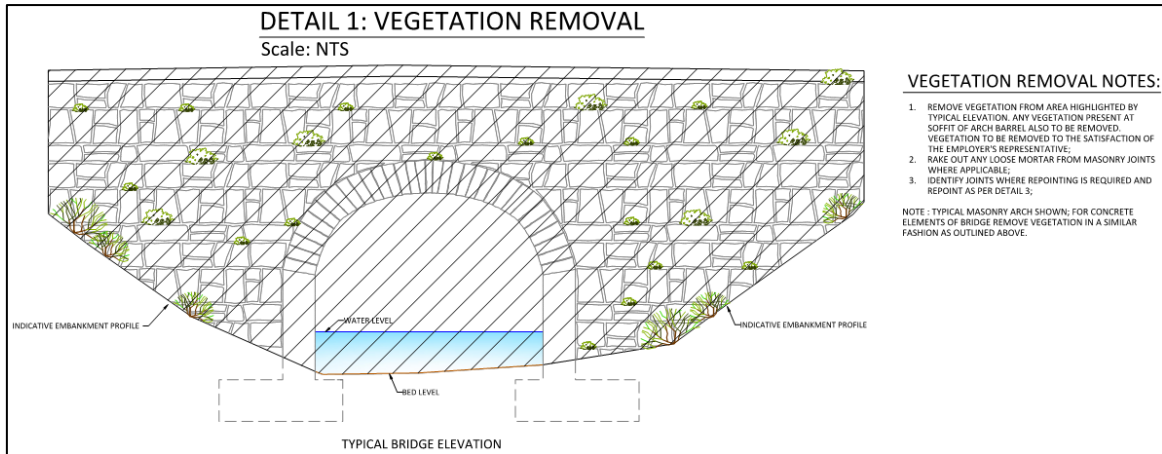 DETAIL 1: VEGETATION REMOVAL
Scale: NTS
VEGETATION REMOVAL NOTES:
1. REMOVE VEGETATION FROM AREA HIGHLIGHTED BY
TYPICAL ELEVATION. ANY VEGETATION PRESENT AT
SOFFIT OF ARCH BARREL ALSO TO BE REMOVED.
VEGETATION TO BE REMOVED TO THE SATISFACTION OF
THE EMPLOYER'S REPRESENTATIVE;
2. RAKE OUT ANY LOOSE MORTAR FROM MASONRY JOINTS
WHERE APPLICABLE;
3. IDENTIFY JOINTS WHERE REPOINTING IS REQUIRED AND
REPOINT AS PER DETAIL 3;
NOTE : TYPICAL MASONRY ARCH SHOWN; FOR CONCRETE
ELEMENTS OF BRIDGE REMOVE VEGETATION IN A SIMILAR
FASHION AS OUTLINED ABOVE.
INDICATIVE EMBANKMENT PROFILE
WATER LEVEL
INDICATIVE EMBANKMENT PROFILE
BED LEVEL
TYPICAL BRIDGE ELEVATION